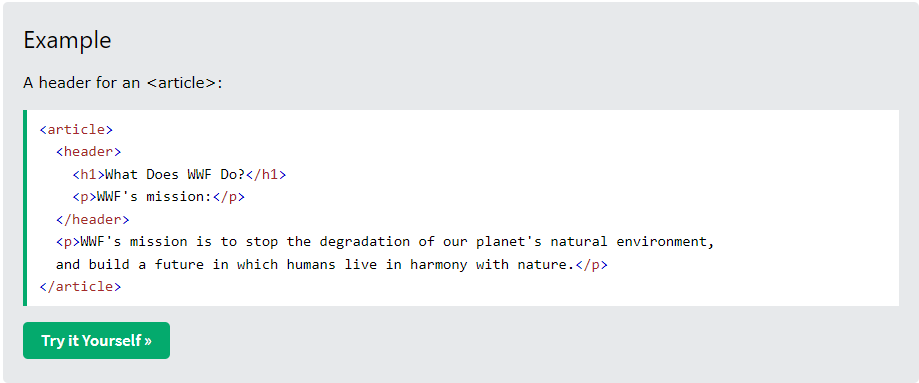 Example
A header for an <article>:
<article>
  <header>
    <h1>What Does WWF Do?</h1>
    <p>WWF's mission:</p>
  </header>
  <p>WWF's mission is to stop the degradation of our planet's natural environment,
  and build a future in which humans live in harmony with nature.</p>
</article>
Try it Yourself »